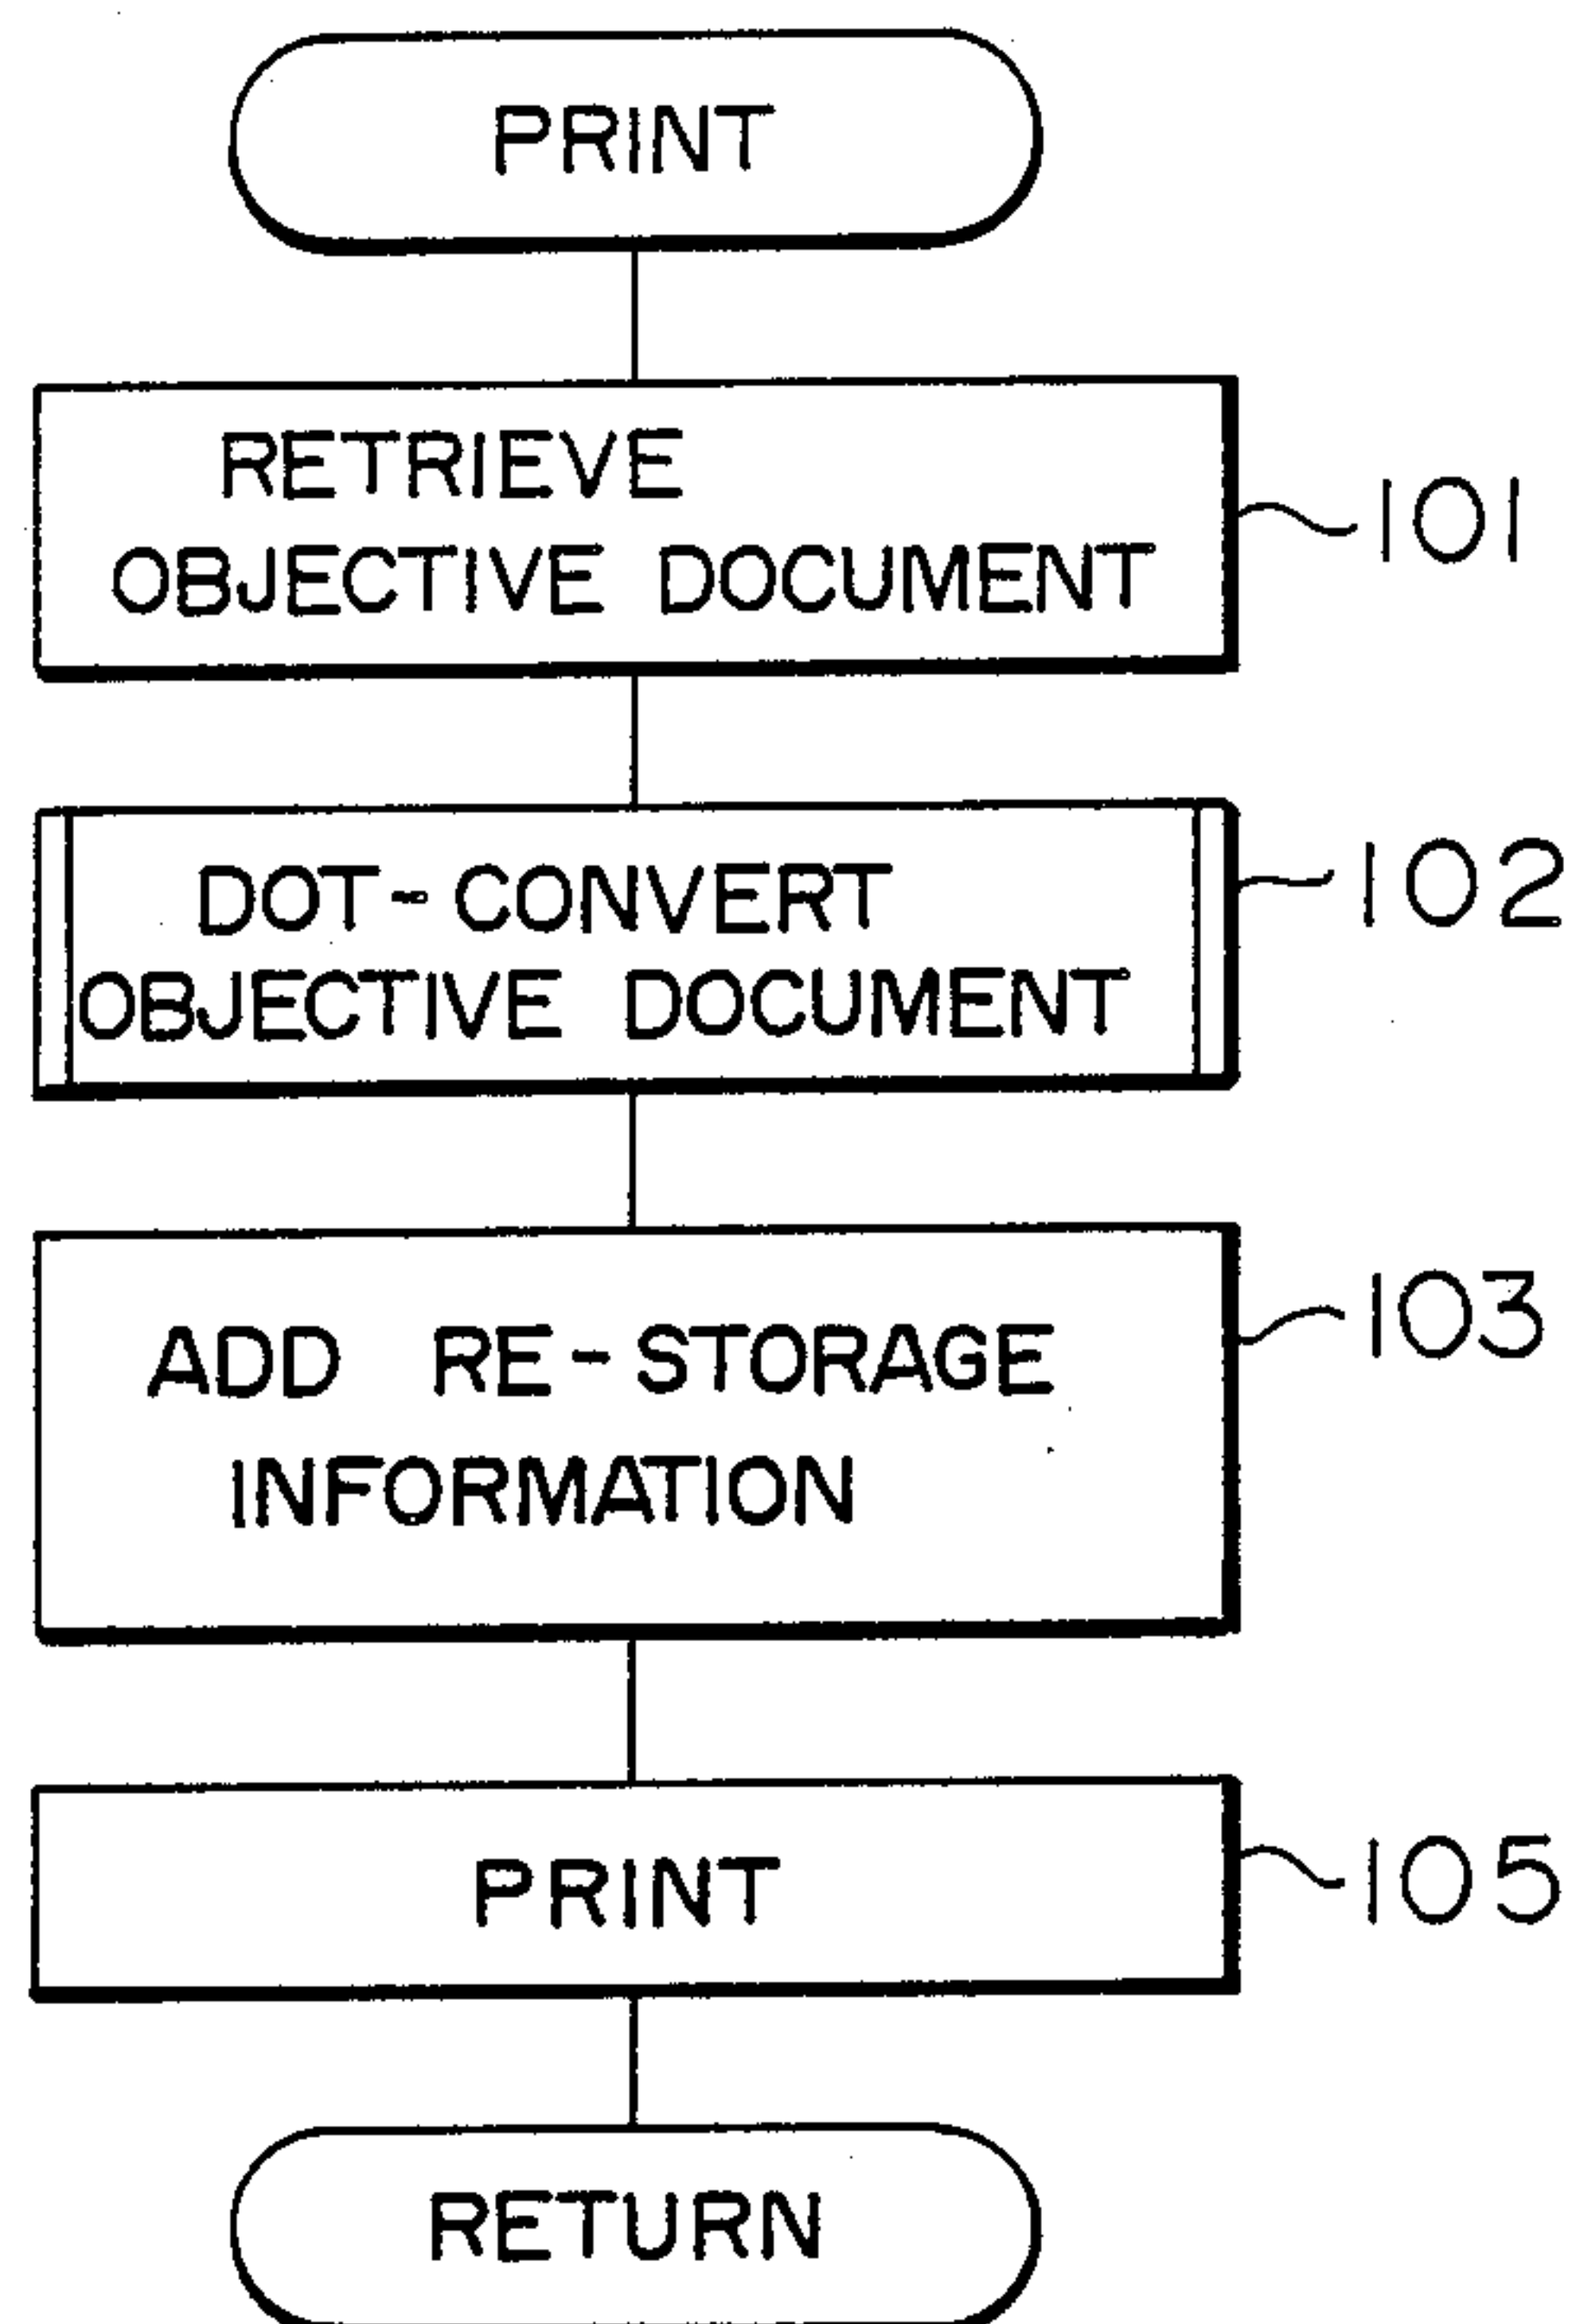 PRINT
RETRIEVE
OBJECTIVE DOCUMENT
101
DOT-CONVERT
OBJECTIVE DOCUMENT
102
ADD RE-STORAGE
INFORMATION
103
PRINT
105
RETURN